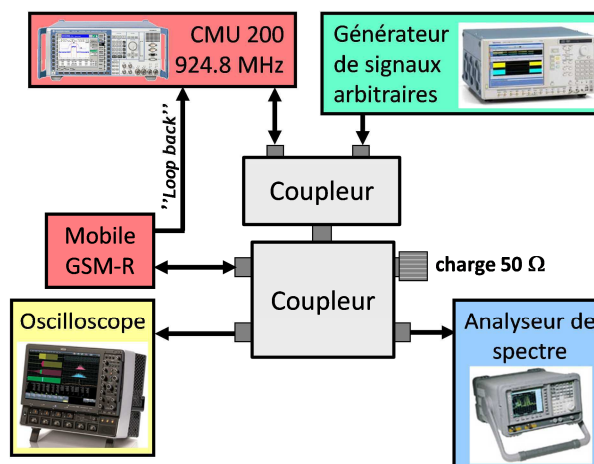 CMU 200
924.8 MHz
Générateur
de signaux
arbitraires
’’Loop back’’
Coupleur
Mobile
GSM-R
Coupleur
charge 50 Ω
Oscilloscope
Analyseur de
spectre